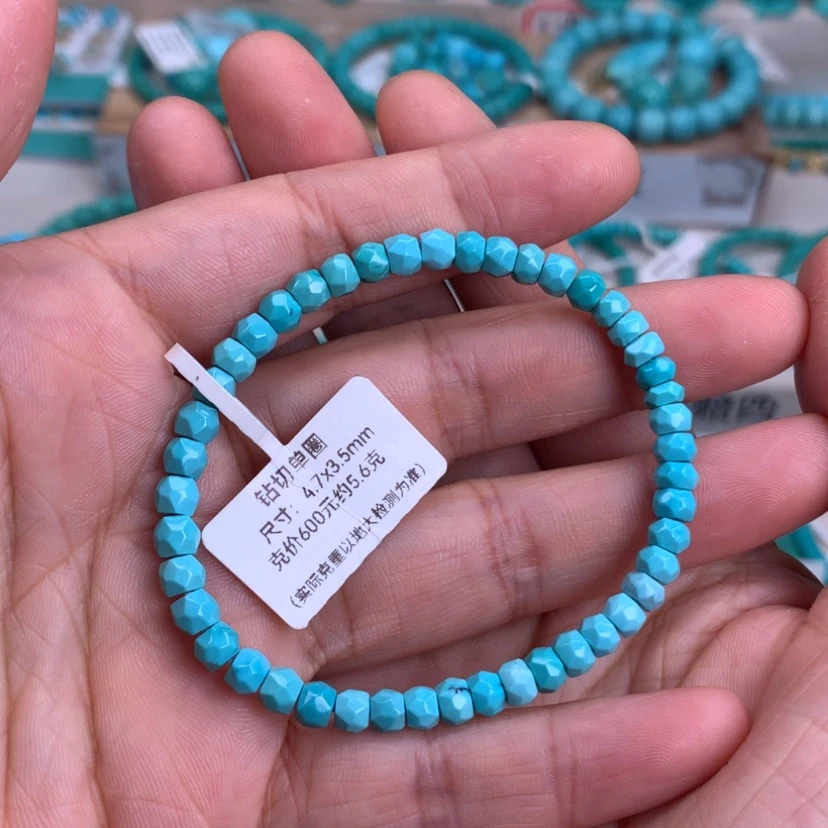 钻切单圈
尺寸：4.7x3.5mm
克价600元约5.6克
(实际克重以地大检测为准)